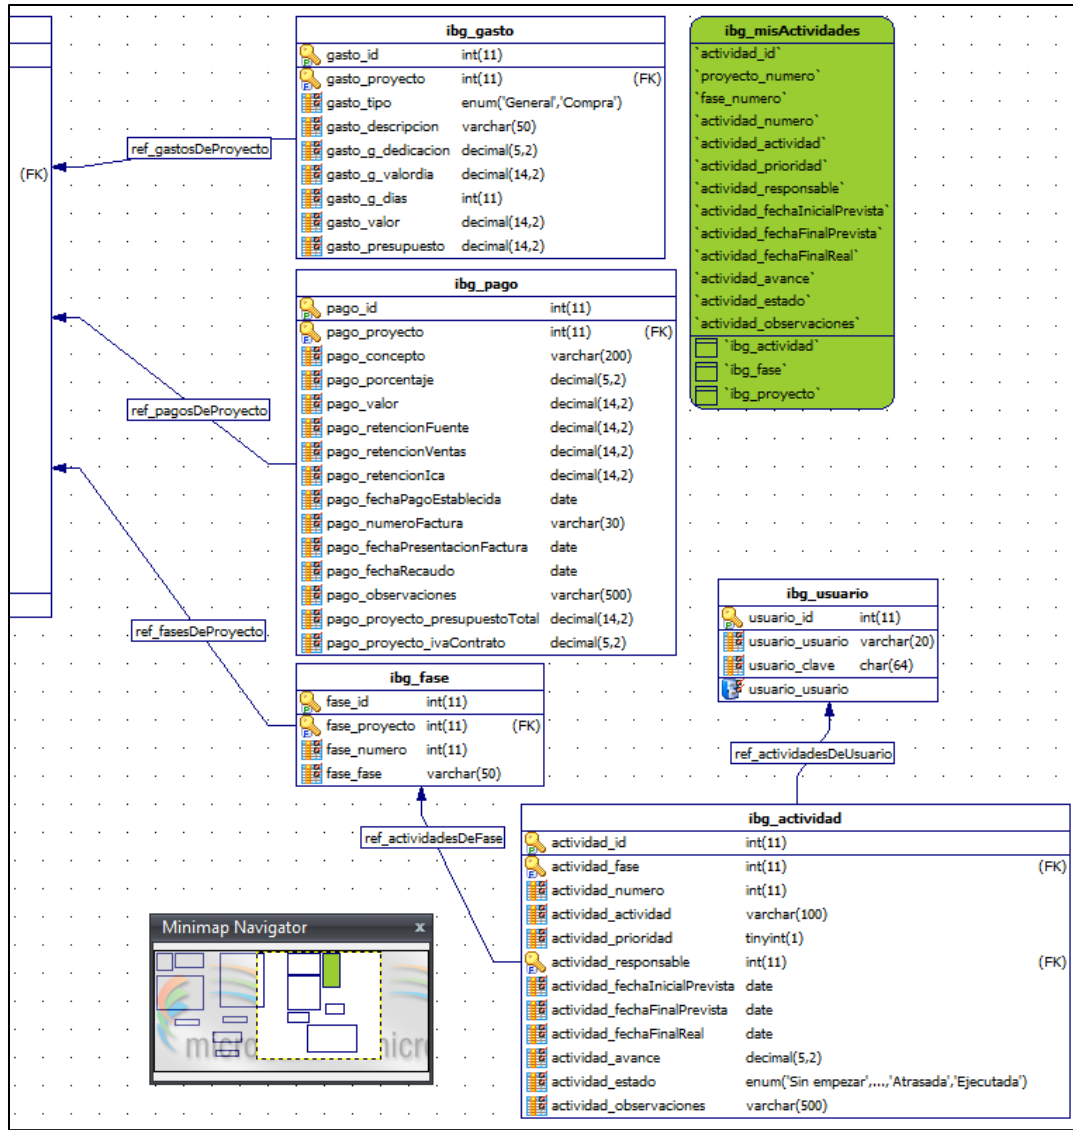 ibg_gasto
gasto_id int(11)
gasto_proyecto int(11) (FK)
gasto_tipo enum('General','Compra')
gasto_descripcion varchar(50)
gasto_g_dedicacion decimal(5,2)
gasto_g_valordia decimal(14,2)
gasto_g_dias int(11)
gasto_valor decimal(14,2)
gasto_presupuesto decimal(14,2)
ibg_misActividades
`actividad_id`
`proyecto_numero`
`fase_numero`
`actividad_numero`
`actividad_actividad`
`actividad_prioridad`
`actividad_responsable`
`actividad_fechaInicialPrevista`
`actividad_fechaFinalPrevista`
`actividad_fechaFinalReal`
`actividad_avance`
`actividad_estado`
`actividad_observaciones`
`ibg_actividad`
`ibg_fase`
`ibg_proyecto`
ref_gastosDeProyecto
(FK)
ibg_pago
pago_id int(11)
pago_proyecto int(11) (FK)
pago_concepto varchar(200)
pago_porcentaje decimal(5,2)
pago_valor decimal(14,2)
pago_retencionFuente decimal(14,2)
pago_retencionVentas decimal(14,2)
pago_retencionIca decimal(14,2)
pago_fechaPagoEstablecida date
pago_numeroFactura varchar(30)
pago_fechaPresentacionFactura date
pago_fechaRecaudo date
pago_observaciones varchar(500)
pago_proyecto_presupuestoTotal decimal(14,2)
pago_proyecto_ivaContrato decimal(5,2)
ref_pagosDeProyecto
ref_fasesDeProyecto
ibg_usuario
usuario_id int(11)
usuario_usuario varchar(20)
usuario_clave char(64)
usuario_usuario
ibg_fase
fase_id int(11)
fase_proyecto int(11) (FK)
fase_numero int(11)
fase_fase varchar(50)
ref_actividadesDeUsuario
ref_actividadesDeFase
ibg_actividad
actividad_id int(11)
actividad_fase int(11) (FK)
actividad_numero int(11)
actividad_actividad varchar(100)
actividad_prioridad tinyint(1)
actividad_responsable int(11) (FK)
actividad_fechaInicialPrevista date
actividad_fechaFinalPrevista date
actividad_fechaFinalReal date
actividad_avance decimal(5,2)
actividad_estado enum('Sin empezar',...,'Atrasada','Ejecutada')
actividad_observaciones varchar(500)
Minimap Navigator x